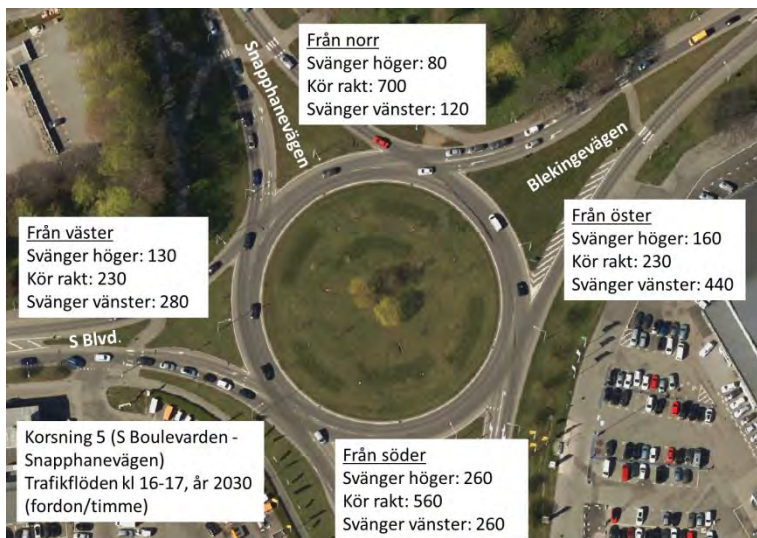 Från norr
Svänger höger: 80
Kör rakt: 700
Svänger vänster: 120
Snapphanevägen
Blekingevägen
Från väster
Svänger höger: 130
Kör rakt: 230
Svänger vänster: 280
Från öster
Svänger höger: 160
Kör rakt: 230
Svänger vänster: 440
S Blvd.
Korsning 5 (S Boulevarden -
Snapphanevägen)
Trafikflöden kl 16-17, år 2030
(fordon/timme)
Från söder
Svänger höger: 260
Kör rakt: 560
Svänger vänster: 260